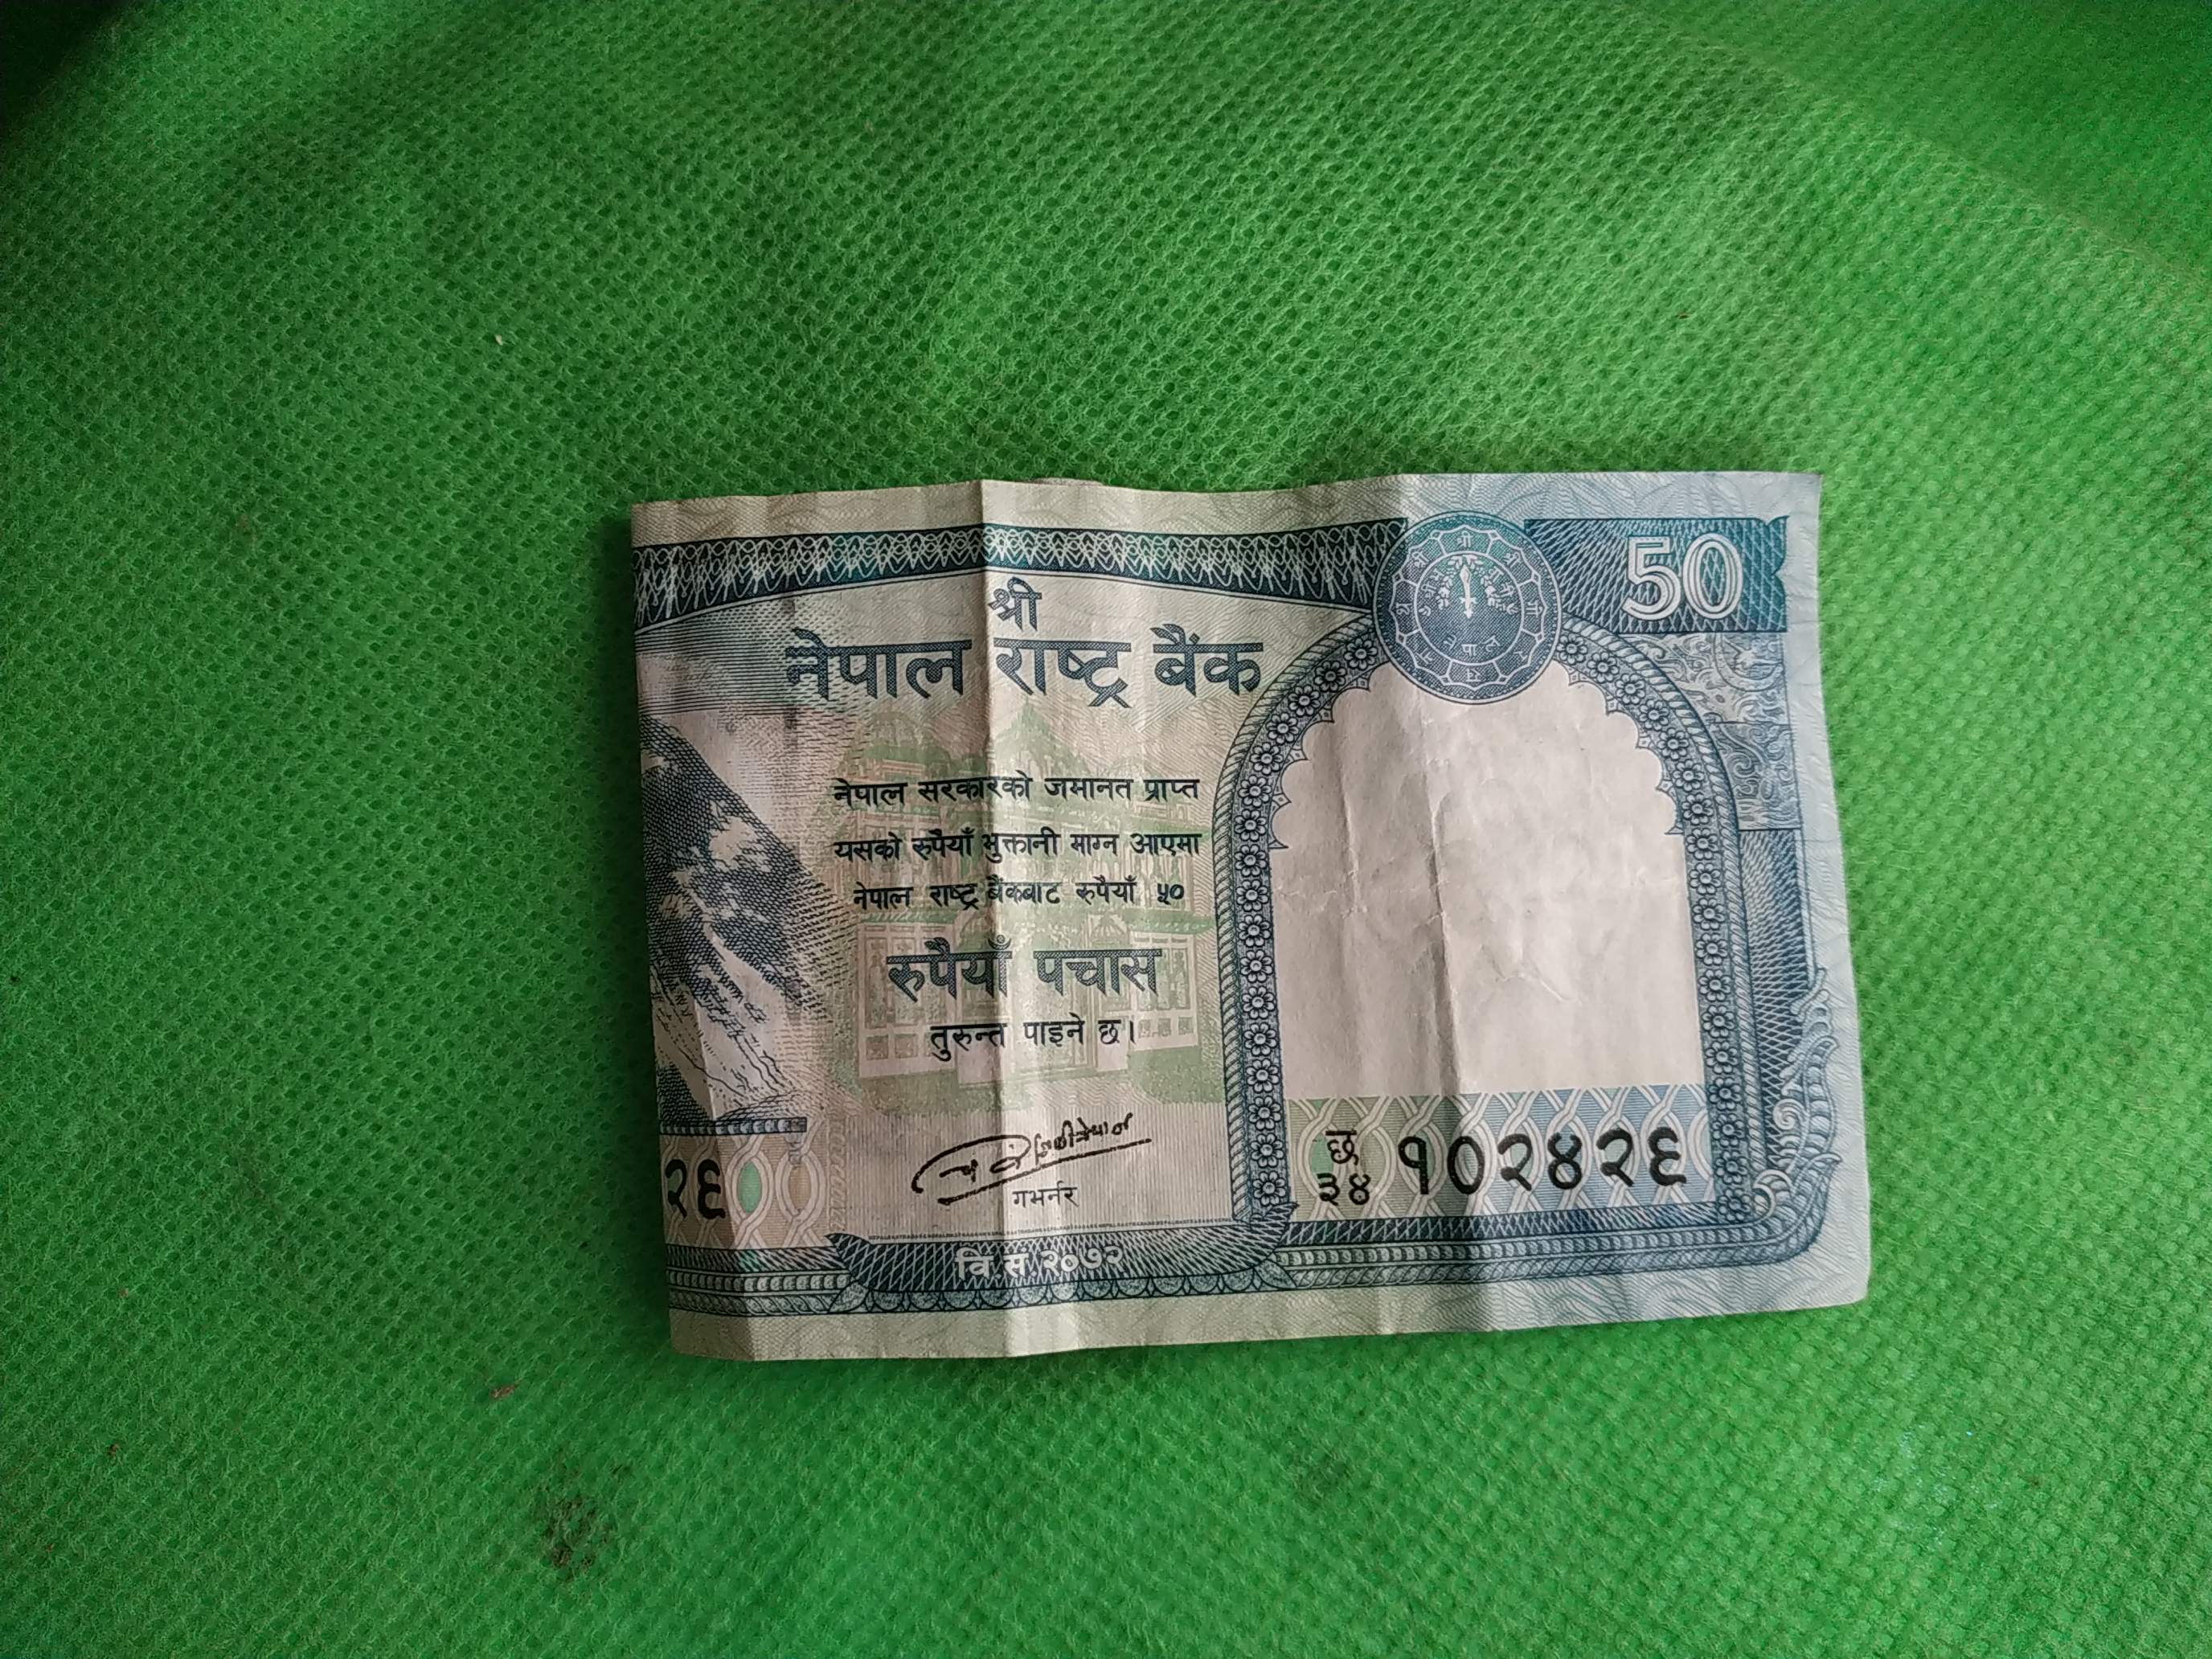 50
श्री
नेपाल राष्ट्र बैंक
नेपाल सरकारको जमानत प्राप्त
यसको रुपैयाँ भुक्तानी माग्न आएमा
नेपाल राष्ट्र बैंकबाट रुपैयाँ ५०
रुपैयाँ पचास
तुरुन्त पाइने छ।
गभर्नर
२६
छ
३४ १०२४२६
वि सं २०७२